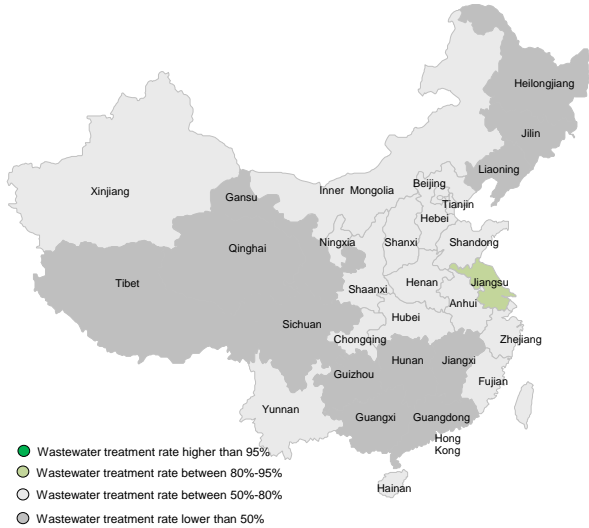 Heilongjiang
Jilin
Liaoning
Beijing
Xinjiang
Gansu
Inner Mongolia
Tianjin
Hebei
Qinghai
Ningxia
Shanxi
Shandong
Tibet
Shaanxi
Henan
Jiangsu
Anhui
Sichuan
Hubei
Chongqing
Zhejiang
Hunan
Jiangxi
Guizhou
Fujian
Yunnan
Guangxi
Guangdong
Hong
Kong
Hainan
Wastewater treatment rate higher than 95%
Wastewater treatment rate between 80%-95%
Wastewater treatment rate between 50%-80%
Wastewater treatment rate lower than 50%